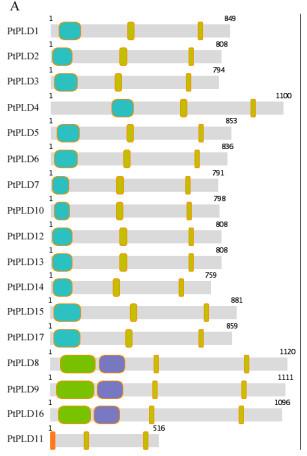 A
1 849
PtPLD1
1 808
PtPLD2
1 794
PtPLD3
1 1100
PtPLD4
1 853
PtPLD5
1 836
PtPLD6
1 791
PtPLD7
1 798
PtPLD10
1 808
PtPLD12
1 808
PtPLD13
1 759
PtPLD14
1 881
PtPLD15
1 859
PtPLD17
1 1120
PtPLD8
1 1111
PtPLD9
1 1096
PtPLD16
1 516
PtPLD11